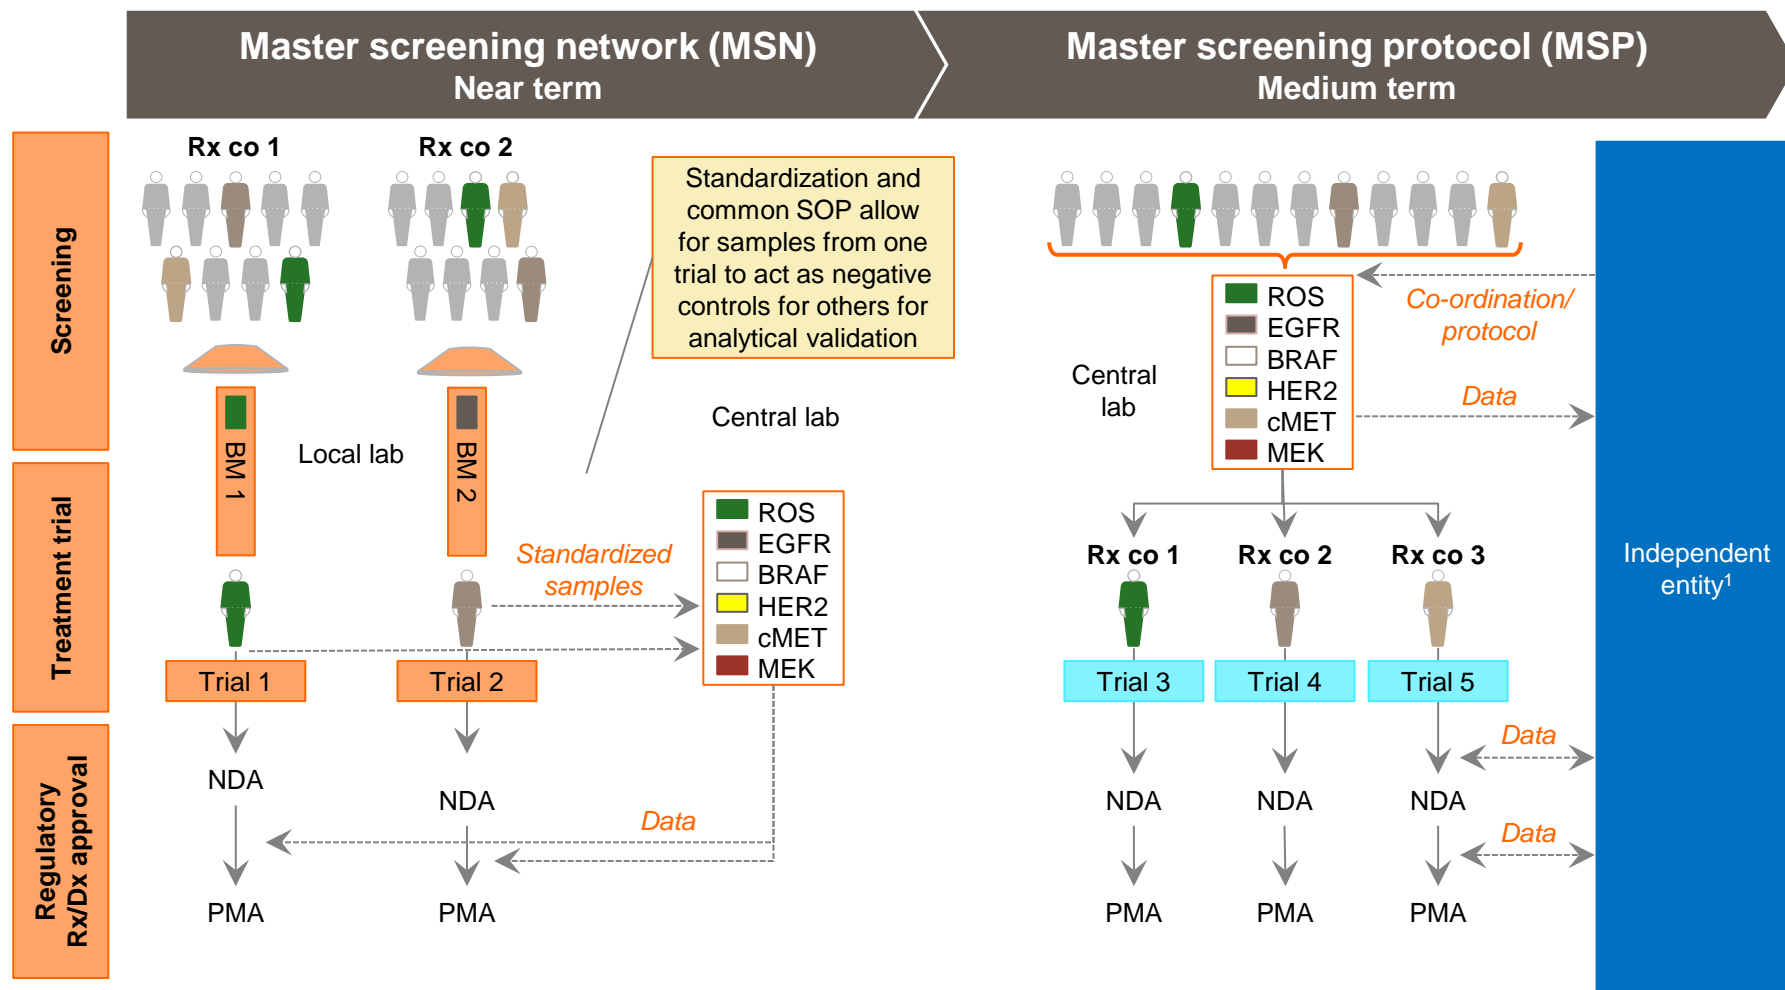 Master screening network (MSN)
Near term
Master screening protocol (MSP)
Medium term
Screening
Treatment trial
Regulatory
Rx/Dx approval
Rx co 1
Rx co 2
Standardization and
common SOP allow
for samples from one
trial to act as negative
controls for others for
analytical validation
BM 1
Local lab
BM 2
Central lab
Standardized
samples
ROS
EGFR
BRAF
HER2
cMET
MEK
Trial 1
Trial 2
NDA
NDA
Data
PMA
PMA
Co-ordination/
protocol
Central
lab
ROS
EGFR
BRAF
HER2
cMET
MEK
Data
Rx co 1
Rx co 2
Rx co 3
Trial 3
Trial 4
Trial 5
Data
NDA
NDA
NDA
Data
PMA
PMA
PMA
Independent
entity¹